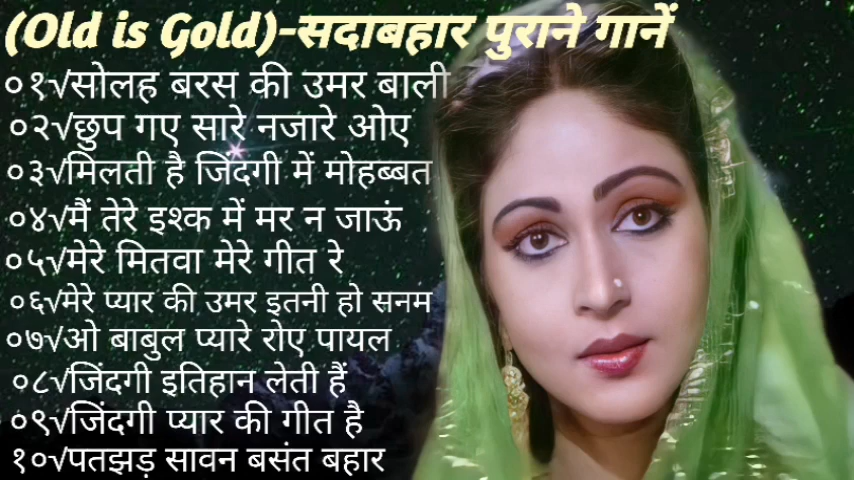 (Old is Gold)-सदाबहार पुराने गानें
०१√सोलह बरस की उमर बाली
०२√छुप गए सारे नजारे ओए
०३√मिलती है जिंदगी में मोहब्बत
०४√मैं तेरे इश्क में मर न जाऊं
०५√मेरे मितवा मेरे गीत रे
०६√मेरे प्यार की उमर इतनी हो सनम
०७√ओ बाबुल प्यारे रोए पायल
०८√जिंदगी इतिहान लेती हैं
०९√जिंदगी प्यार की गीत है
१०√पतझड़ सावन बसंत बहार